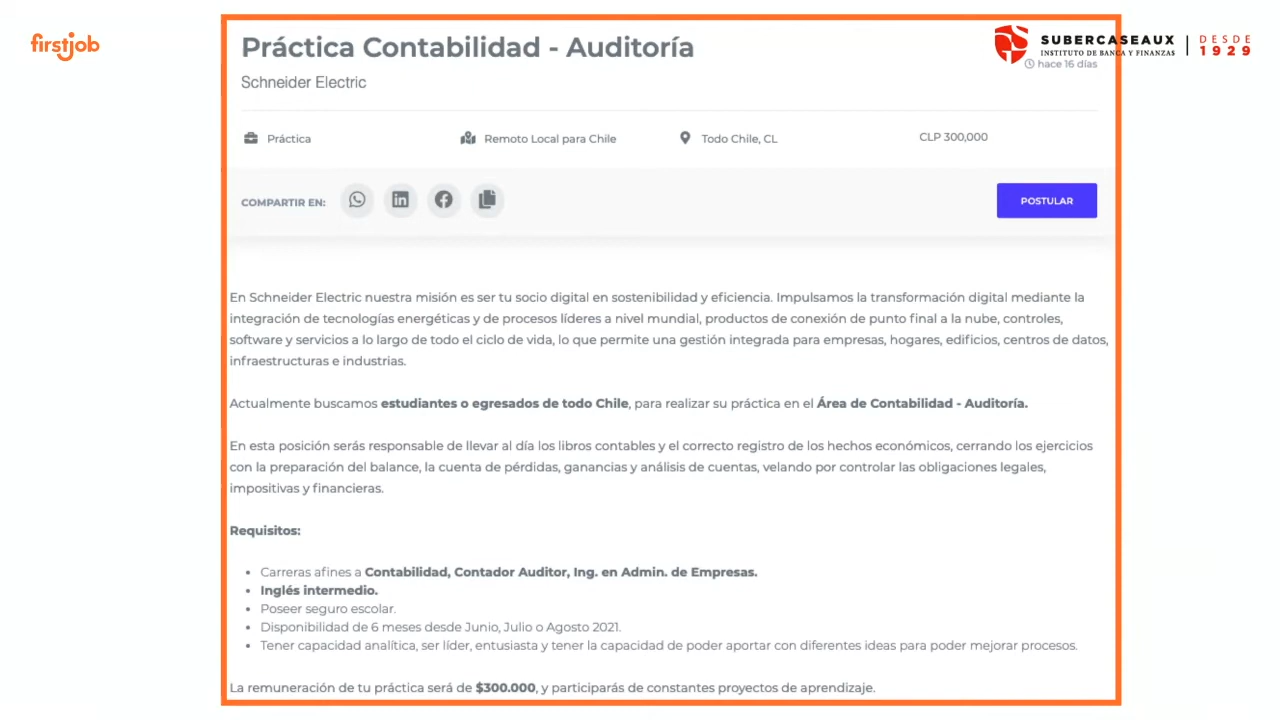 firstjob
Práctica Contabilidad - Auditoría
SUBERCASEAUX
INSTITUTO DE BANCA Y FINANZAS
DESDE
1929
hace 16 días
Schneider Electric
Práctica
Remoto Local para Chile
Todo Chile, CL
CLP 300,000
COMPARTIR EN:
POSTULAR
En Schneider Electric nuestra misión es ser tu socio digital en sostenibilidad y eficiencia. Impulsamos la transformación digital mediante la
integración de tecnologías energéticas y de procesos líderes a nivel mundial, productos de conexión de punto final a la nube, controles,
software y servicios a lo largo de todo el ciclo de vida, lo que permite una gestión integrada para empresas, hogares, edificios, centros de datos,
infraestructuras e industrias.
Actualmente buscamos estudiantes o egresados de todo Chile, para realizar su práctica en el Área de Contabilidad - Auditoría.
En esta posición serás responsable de llevar al día los libros contables y el correcto registro de los hechos económicos, cerrando los ejercicios
con la preparación del balance, la cuenta de pérdidas, ganancias y análisis de cuentas, velando por controlar las obligaciones legales,
impositivas y financieras.
Requisitos:
• Carreras afines a Contabilidad, Contador Auditor, Ing. en Admin. de Empresas.
• Inglés intermedio.
• Poseer seguro escolar.
• Disponibilidad de 6 meses desde Junio, Julio o Agosto 2021.
• Tener capacidad analítica, ser líder, entusiasta y tener la capacidad de poder aportar con diferentes ideas para poder mejorar procesos.
La remuneración de tu práctica será de $300.000, y participarás de constantes proyectos de aprendizaje.